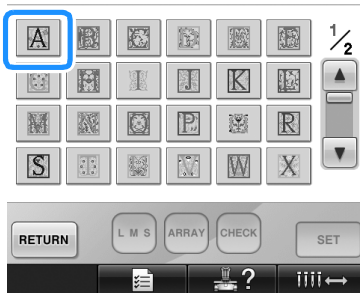 A B 1/2
I J K L
M N P R
S T V W X
RETURN L M S ARRAY CHECK SET
?